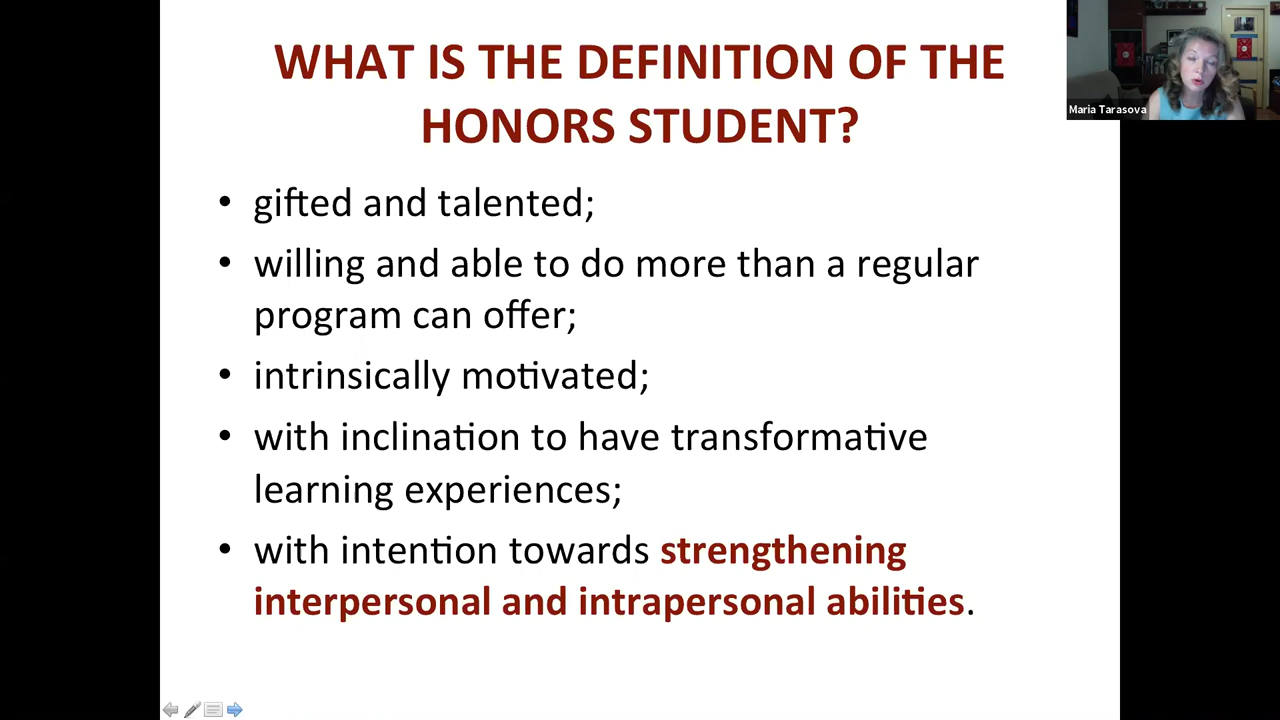 WHAT IS THE DEFINITION OF THE
HONORS STUDENT?
• gifted and talented;
• willing and able to do more than a regular
program can offer;
• intrinsically motivated;
• with inclination to have transformative
learning experiences;
• with intention towards strengthening
interpersonal and intrapersonal abilities.
Maria Tarasova